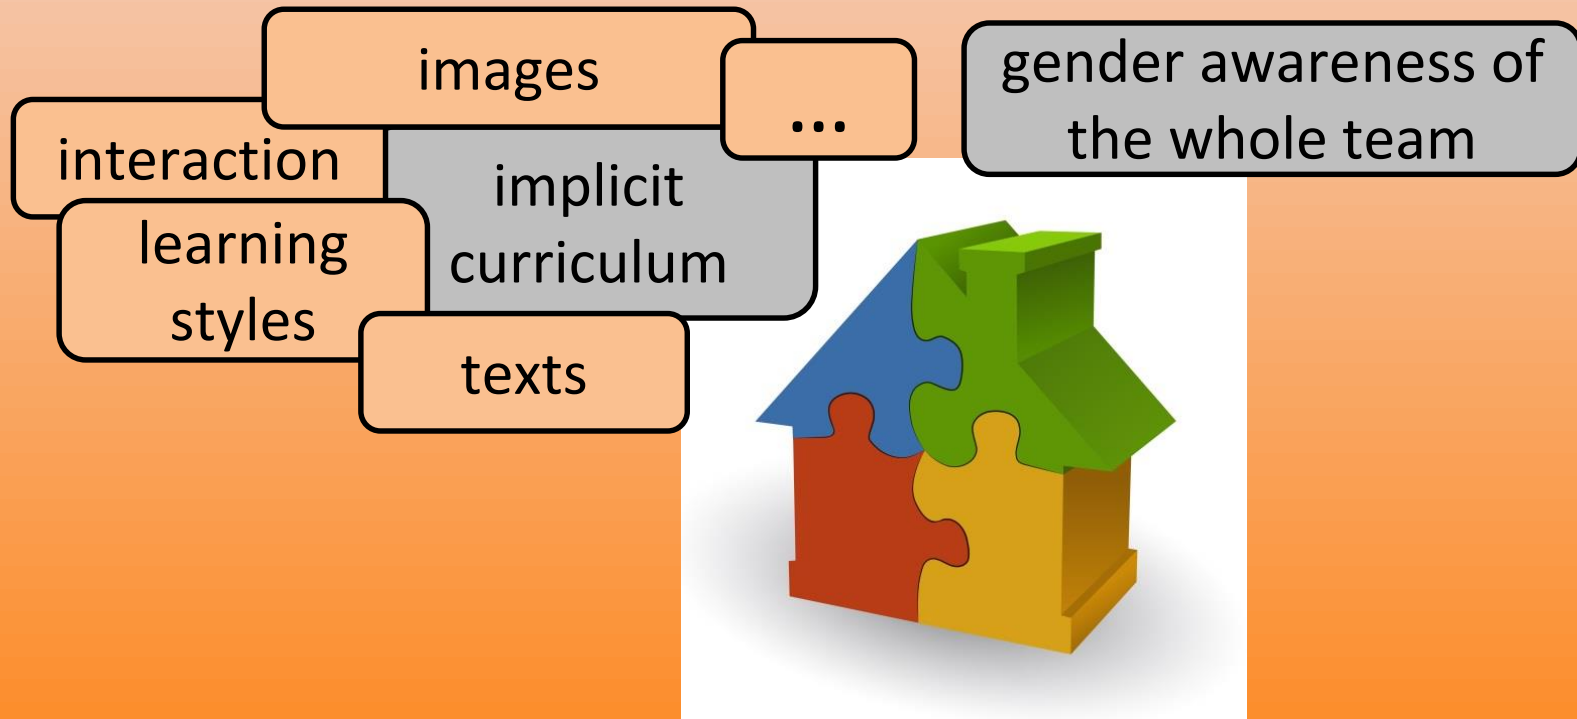 images
...
interaction
implicit
curriculum
learning
styles
texts
gender awareness of
the whole team